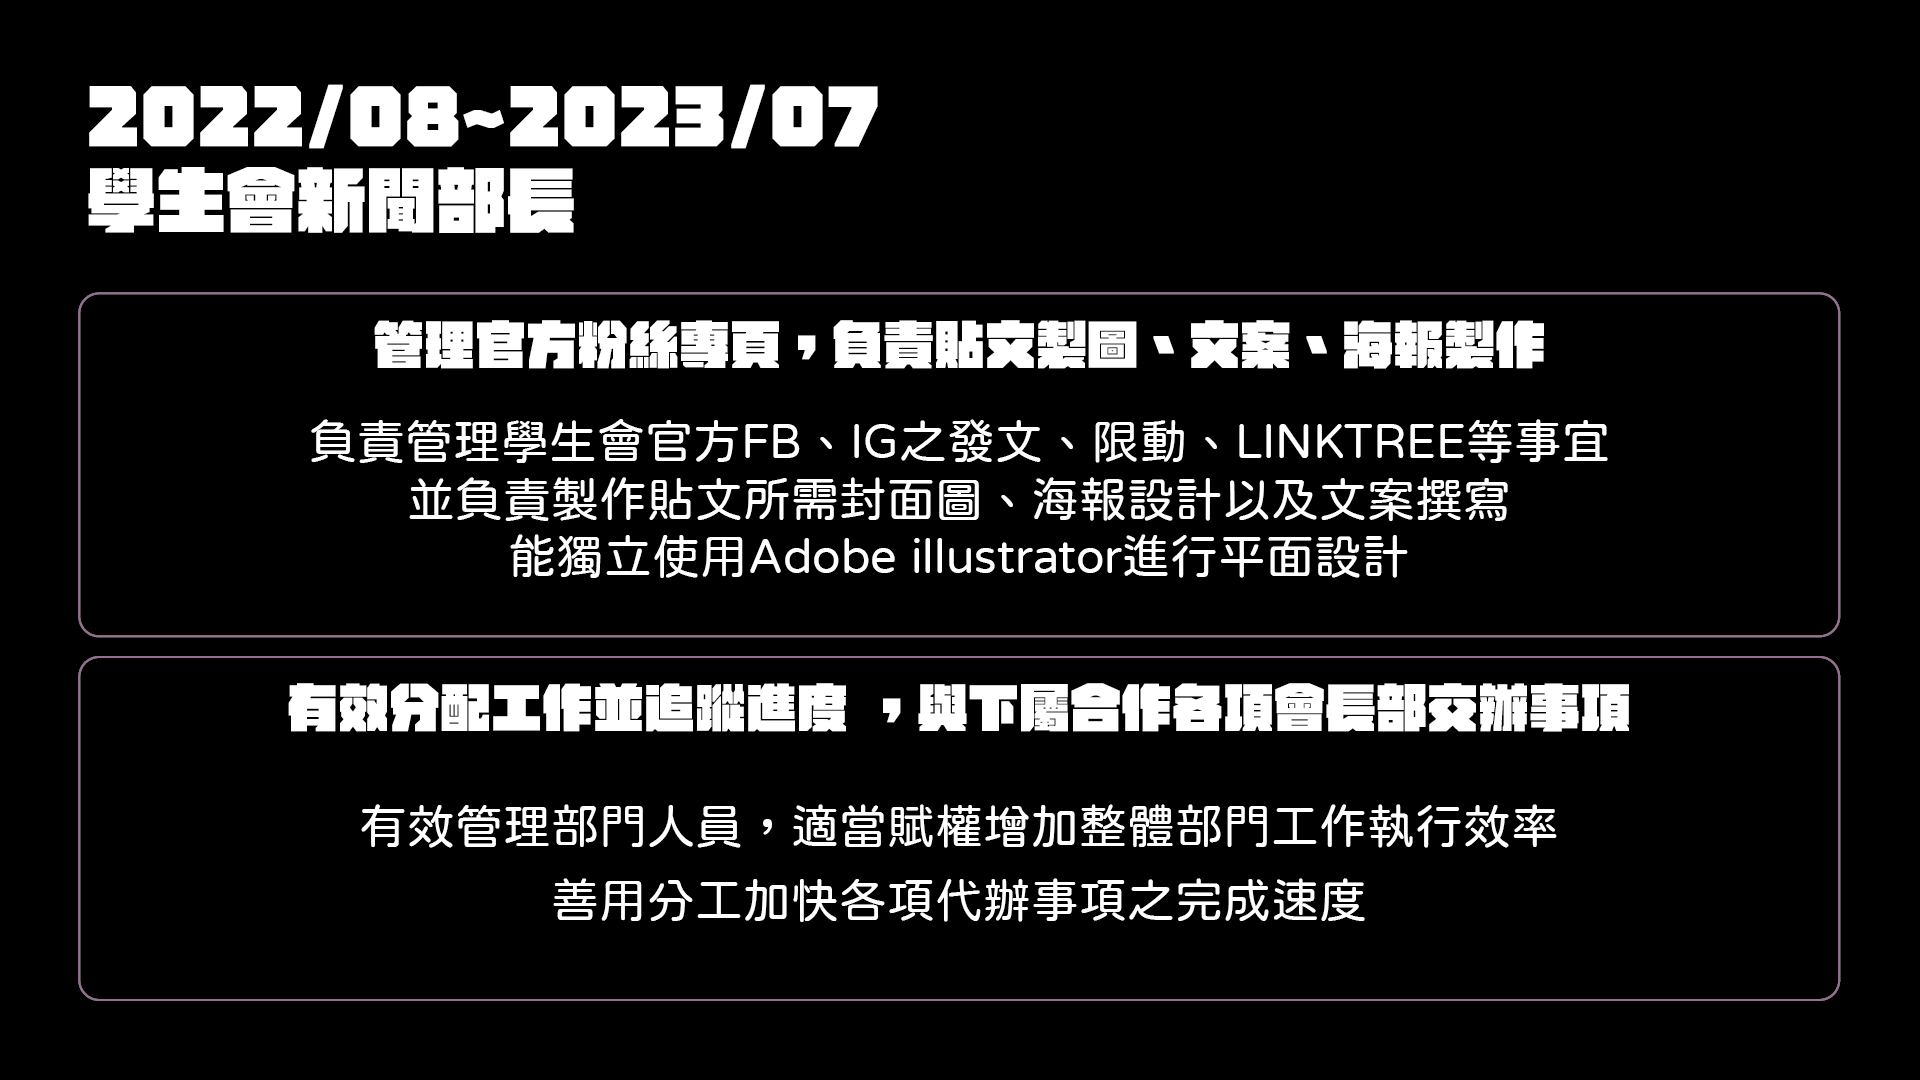 2022/08~2023/07
學生會新聞部長
管理官方粉絲專頁，負責貼文製圖、文案、海報製作
負責管理學生會官方FB、IG之發文、限動、LINKTREE等事宜
並負責製作貼文所需封面圖、海報設計以及文案撰寫
能獨立使用Adobe illustrator進行平面設計
有效分配工作並追蹤進度 ，與下屬合作各項會長部交辦事項
有效管理部門人員，適當賦權增加整體部門工作執行效率
善用分工加快各項代辦事項之完成速度